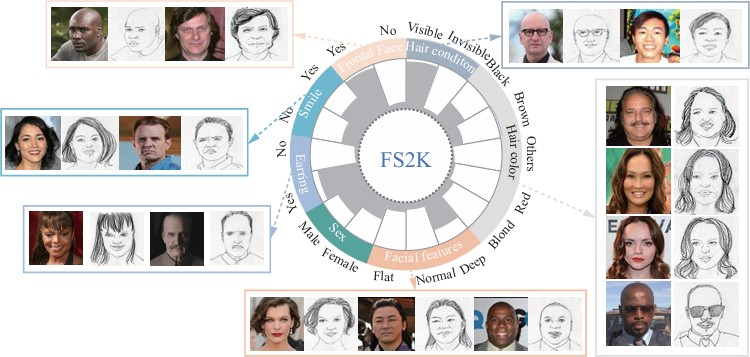 No
Visible
Invisible
Black
Brown
Others
Red
Blond
Deep
Normal
Flat
Female
Male
Yes
No
No
Yes
Yes
Frontal Face
Hair conditon
Hair color
Facial features
Sex
Earring
Smile
FS2K